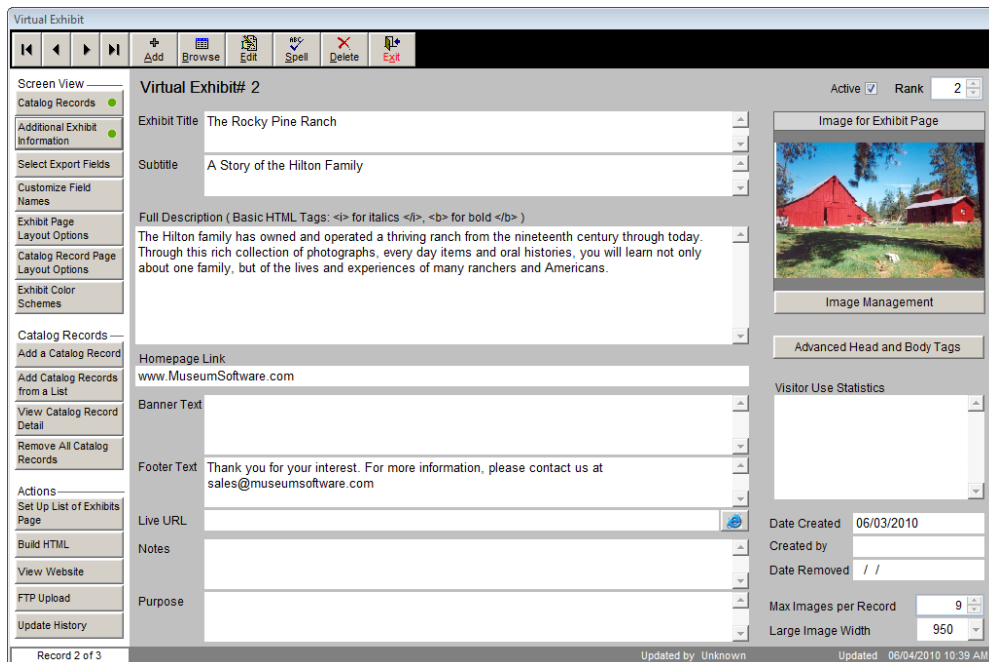 Virtual Exhibit
Add
Browse
Edit
ABC
Spell
Delete
Exit
Screen View
Catalog Records
Additional Exhibit
Information
Select Export Fields
Customize Field
Names
Exhibit Page
Layout Options
Catalog Record Page
Layout Options
Exhibit Color
Schemes
Catalog Records
Add a Catalog Record
Add Catalog Records
from a List
View Catalog Record
Detail
Remove All Catalog
Records
Actions
Set Up List of Exhibits
Page
Build HTML
View Website
FTP Upload
Update History
Record 2 of 3
Virtual Exhibit# 2
Active
Rank 2
Exhibit Title The Rocky Pine Ranch
Subtitle A Story of the Hilton Family
Full Description ( Basic HTML Tags: <i> for italics </i>, <b> for bold </b> )
The Hilton family has owned and operated a thriving ranch from the nineteenth century through today.
Through this rich collection of photographs, every day items and oral histories, you will learn not only
about one family, but of the lives and experiences of many ranchers and Americans.
Homepage Link
www.MuseumSoftware.com
Banner Text
Footer Text Thank you for your interest. For more information, please contact us at
sales@museumsoftware.com
Live URL
Notes
Purpose
Image for Exhibit Page
Image Management
Advanced Head and Body Tags
Visitor Use Statistics
Date Created 06/03/2010
Created by
Date Removed / /
Max Images per Record 9
Large Image Width 950
Updated by Unknown
Updated 06/04/2010 10:39 AM